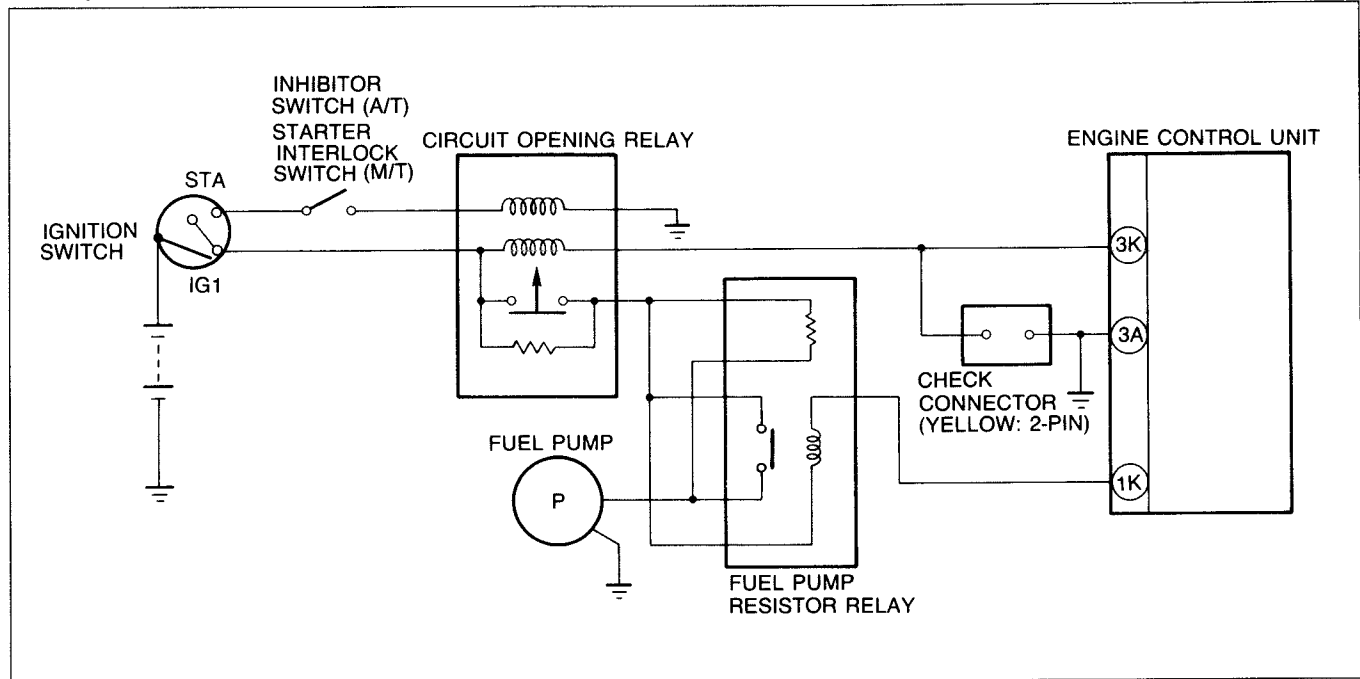 INHIBITOR
SWITCH (A/T)
STARTER
INTERLOCK
SWITCH (M/T)
CIRCUIT OPENING RELAY
ENGINE CONTROL UNIT
STA
IGNITION
SWITCH
IG1
3K
3A
CHECK
CONNECTOR
(YELLOW: 2-PIN)
FUEL PUMP
P
1K
FUEL PUMP
RESISTOR RELAY